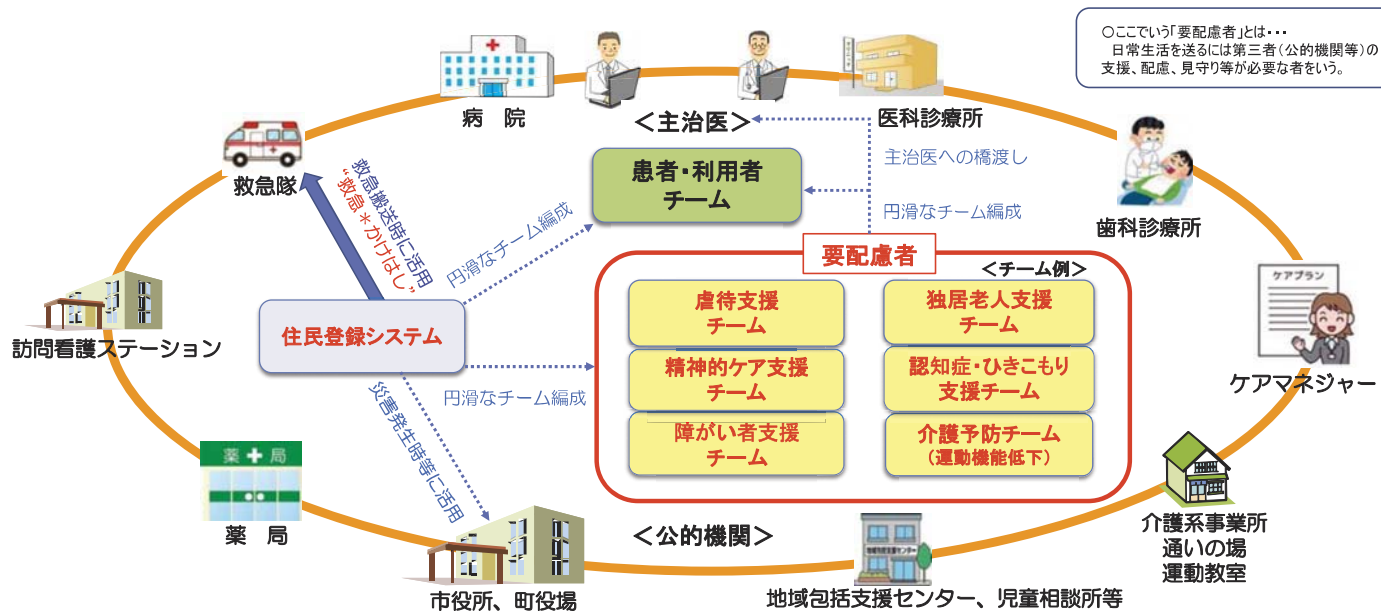 ○ここでいう「要配慮者」とは・・・
日常生活を送るには第三者(公的機関等)の
支援、配慮、見守り等が必要な者をいう。
病　院
＜主治医＞
医科診療所
主治医への橋渡し
救急隊
救急搬送時に活用
“救急＊かけはし”
患者・利用者
チーム
円滑なチーム編成
円滑なチーム編成
歯科診療所
要配慮者
＜チーム例＞
虐待支援
チーム
独居老人支援
チーム
訪問看護ステーション
住民登録システム
精神的ケア支援
チーム
認知症・ひきこもり
支援チーム
ケアプラン
ケアマネジャー
円滑なチーム編成
障がい者支援
チーム
介護予防チーム
（運動機能低下）
災害発生時等に活用
薬 局
薬　局
＜公的機関＞
介護系事業所
通いの場
運動教室
市役所、町役場
地域包括支援センター、児童相談所等